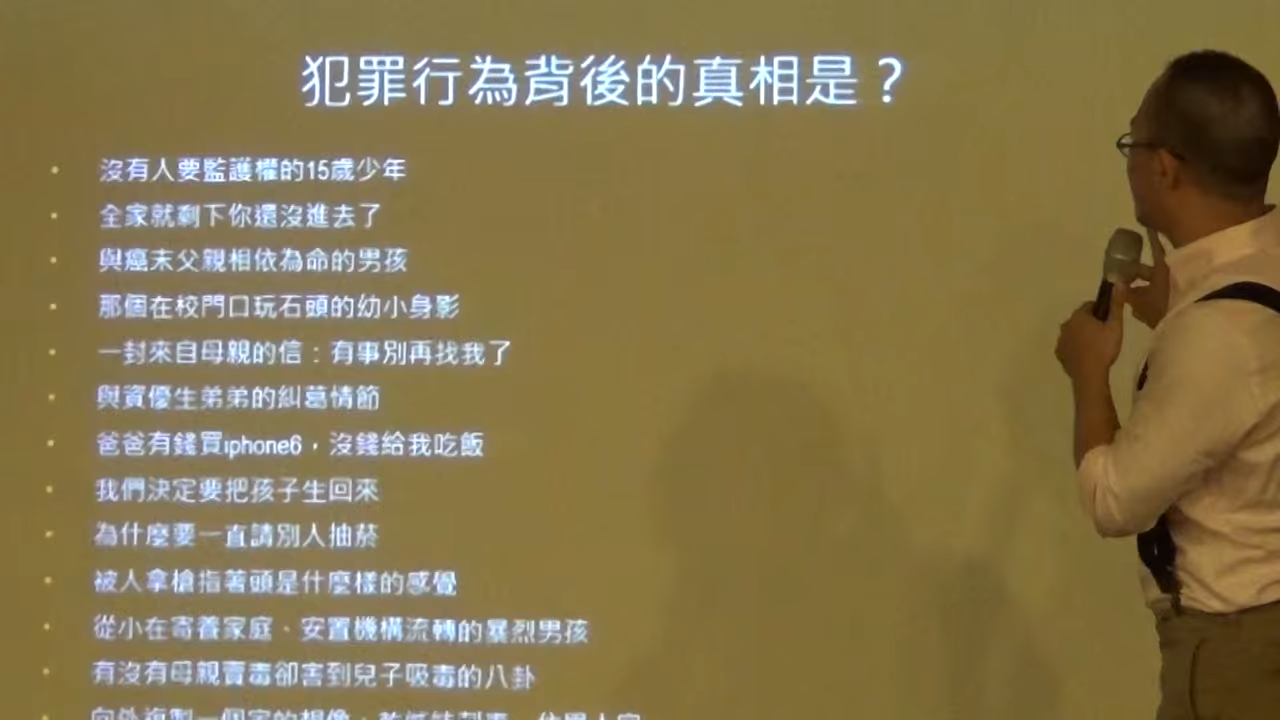 犯罪行為背後的真相是？
• 沒有人要監護權的15歲少年
• 全家就剩下你還沒進去了
• 與癌末父親相依為命的男孩
• 那個在校門口玩石頭的幼小身影
• 一封來自母親的信：有事別再找我了
• 與資優生弟弟的糾葛情節
• 爸爸有錢買iphone6，沒錢給我吃飯
• 我們決定要把孩子生回來
• 為什麼要一直請別人抽菸
• 被人拿槍指著頭是什麼樣的感覺
• 從小在寄養家庭、安置機構流轉的暴烈男孩
• 有沒有母親賣毒卻害到兒子吸毒的八卦